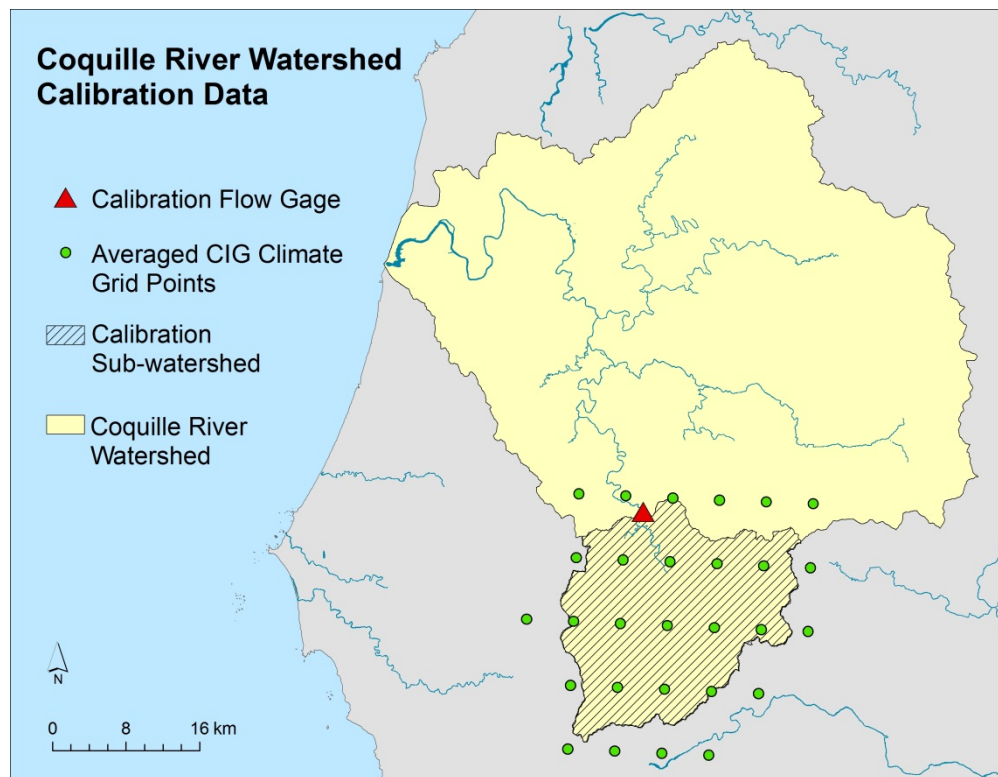 Coquille River Watershed
Calibration Data
Calibration Flow Gage
Averaged CIG Climate
Grid Points
Calibration
Sub-watershed
Coquille River
Watershed
N
0 8 16 km